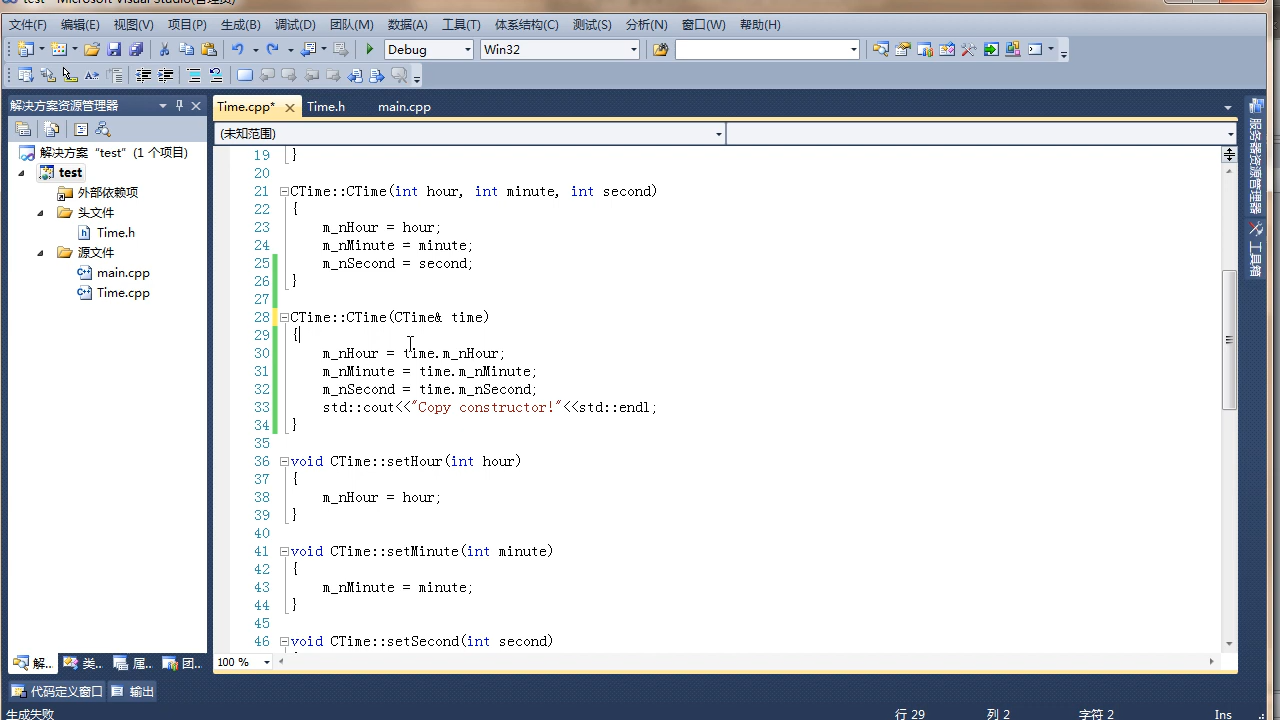 test - Microsoft Visual Studio(管理员)
文件(F) 编辑(E) 视图(V) 项目(P) 生成(B) 调试(D) 团队(M) 数据(A) 工具(T) 体系结构(C) 测试(S) 分析(N) 窗口(W) 帮助(H)
Debug Win32
解决方案资源管理器
Time.cpp* Time.h main.cpp
(未知范围)
解决方案 "test" (1 个项目)
test
外部依赖项
头文件
Time.h
源文件
main.cpp
Time.cpp
19 }
20
21 CTime::CTime(int hour, int minute, int second)
22 {
23 m_nHour = hour;
24 m_nMinute = minute;
25 m_nSecond = second;
26 }
27
28 CTime::CTime(CTime& time)
29 {
30 m_nHour = time.m_nHour;
31 m_nMinute = time.m_nMinute;
32 m_nSecond = time.m_nSecond;
33 std::cout<<"Copy constructor!"<<std::endl;
34 }
35
36 void CTime::setHour(int hour)
37 {
38 m_nHour = hour;
39 }
40
41 void CTime::setMinute(int minute)
42 {
43 m_nMinute = minute;
44 }
45
46 void CTime::setSecond(int second)
服务器资源管理器
工具箱
解... 类... 属... 团...
100 %
代码定义窗口 输出
生成失败 行 29 列 2 字符 2 Ins